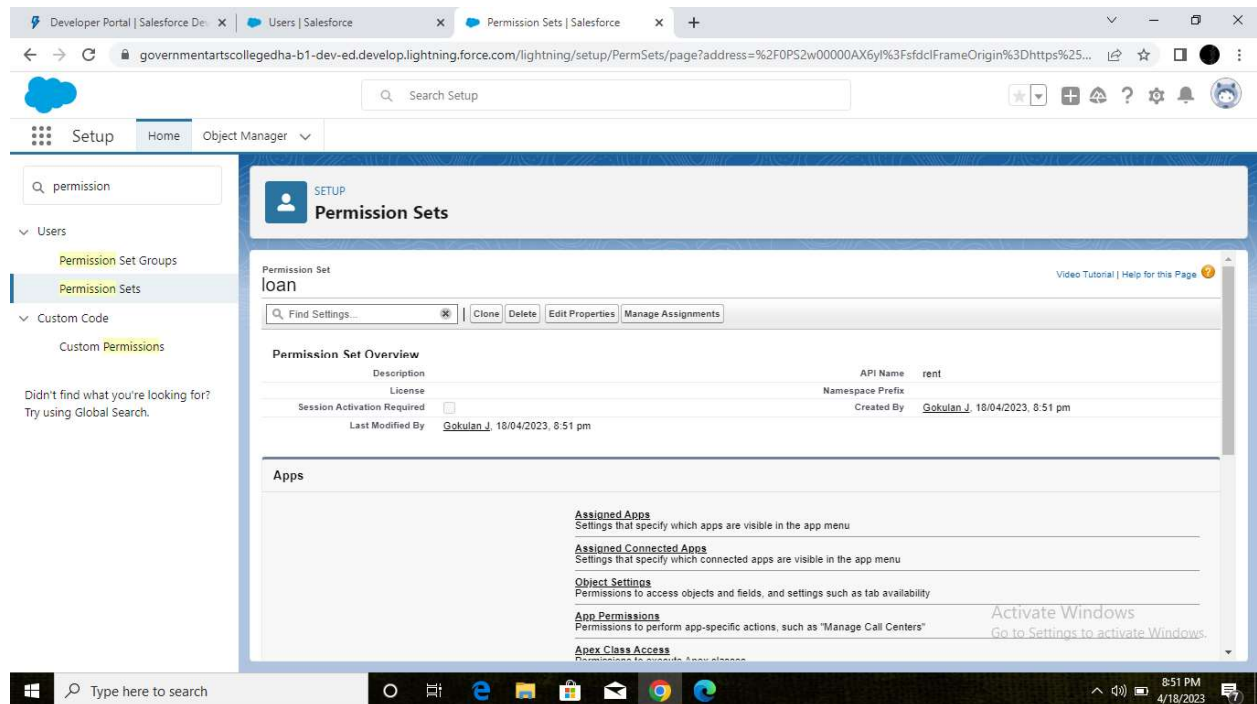 Developer Portal | Salesforce De
Users | Salesforce
Permission Sets | Salesforce
governmentartscollegedha-b1-dev-ed.develop.lightning.force.com/lightning/setup/PermSets/page?address=%2F0PS2w00000AX6yl%3FsfdcIFrameOrigin%3Dhttps%25...
Search Setup
Setup Home Object Manager
permission
Users
Permission Set Groups
Permission Sets
Custom Code
Custom Permissions
Didn't find what you're looking for?
Try using Global Search.
SETUP
Permission Sets
Permission Set
loan
Video Tutorial | Help for this Page
Find Settings... | Clone Delete Edit Properties Manage Assignments
Permission Set Overview
Description API Name rent
License Namespace Prefix
Session Activation Required Created By Gokulan J, 18/04/2023, 8:51 pm
Last Modified By Gokulan J, 18/04/2023, 8:51 pm
Apps
Assigned Apps
Settings that specify which apps are visible in the app menu
Assigned Connected Apps
Settings that specify which connected apps are visible in the app menu
Object Settings
Permissions to access objects and fields, and settings such as tab availability
App Permissions
Permissions to perform app-specific actions, such as "Manage Call Centers"
Apex Class Access
Permissions to execute Apex classes
Activate Windows
Go to Settings to activate Windows.
Type here to search
8:51 PM
4/18/2023
7